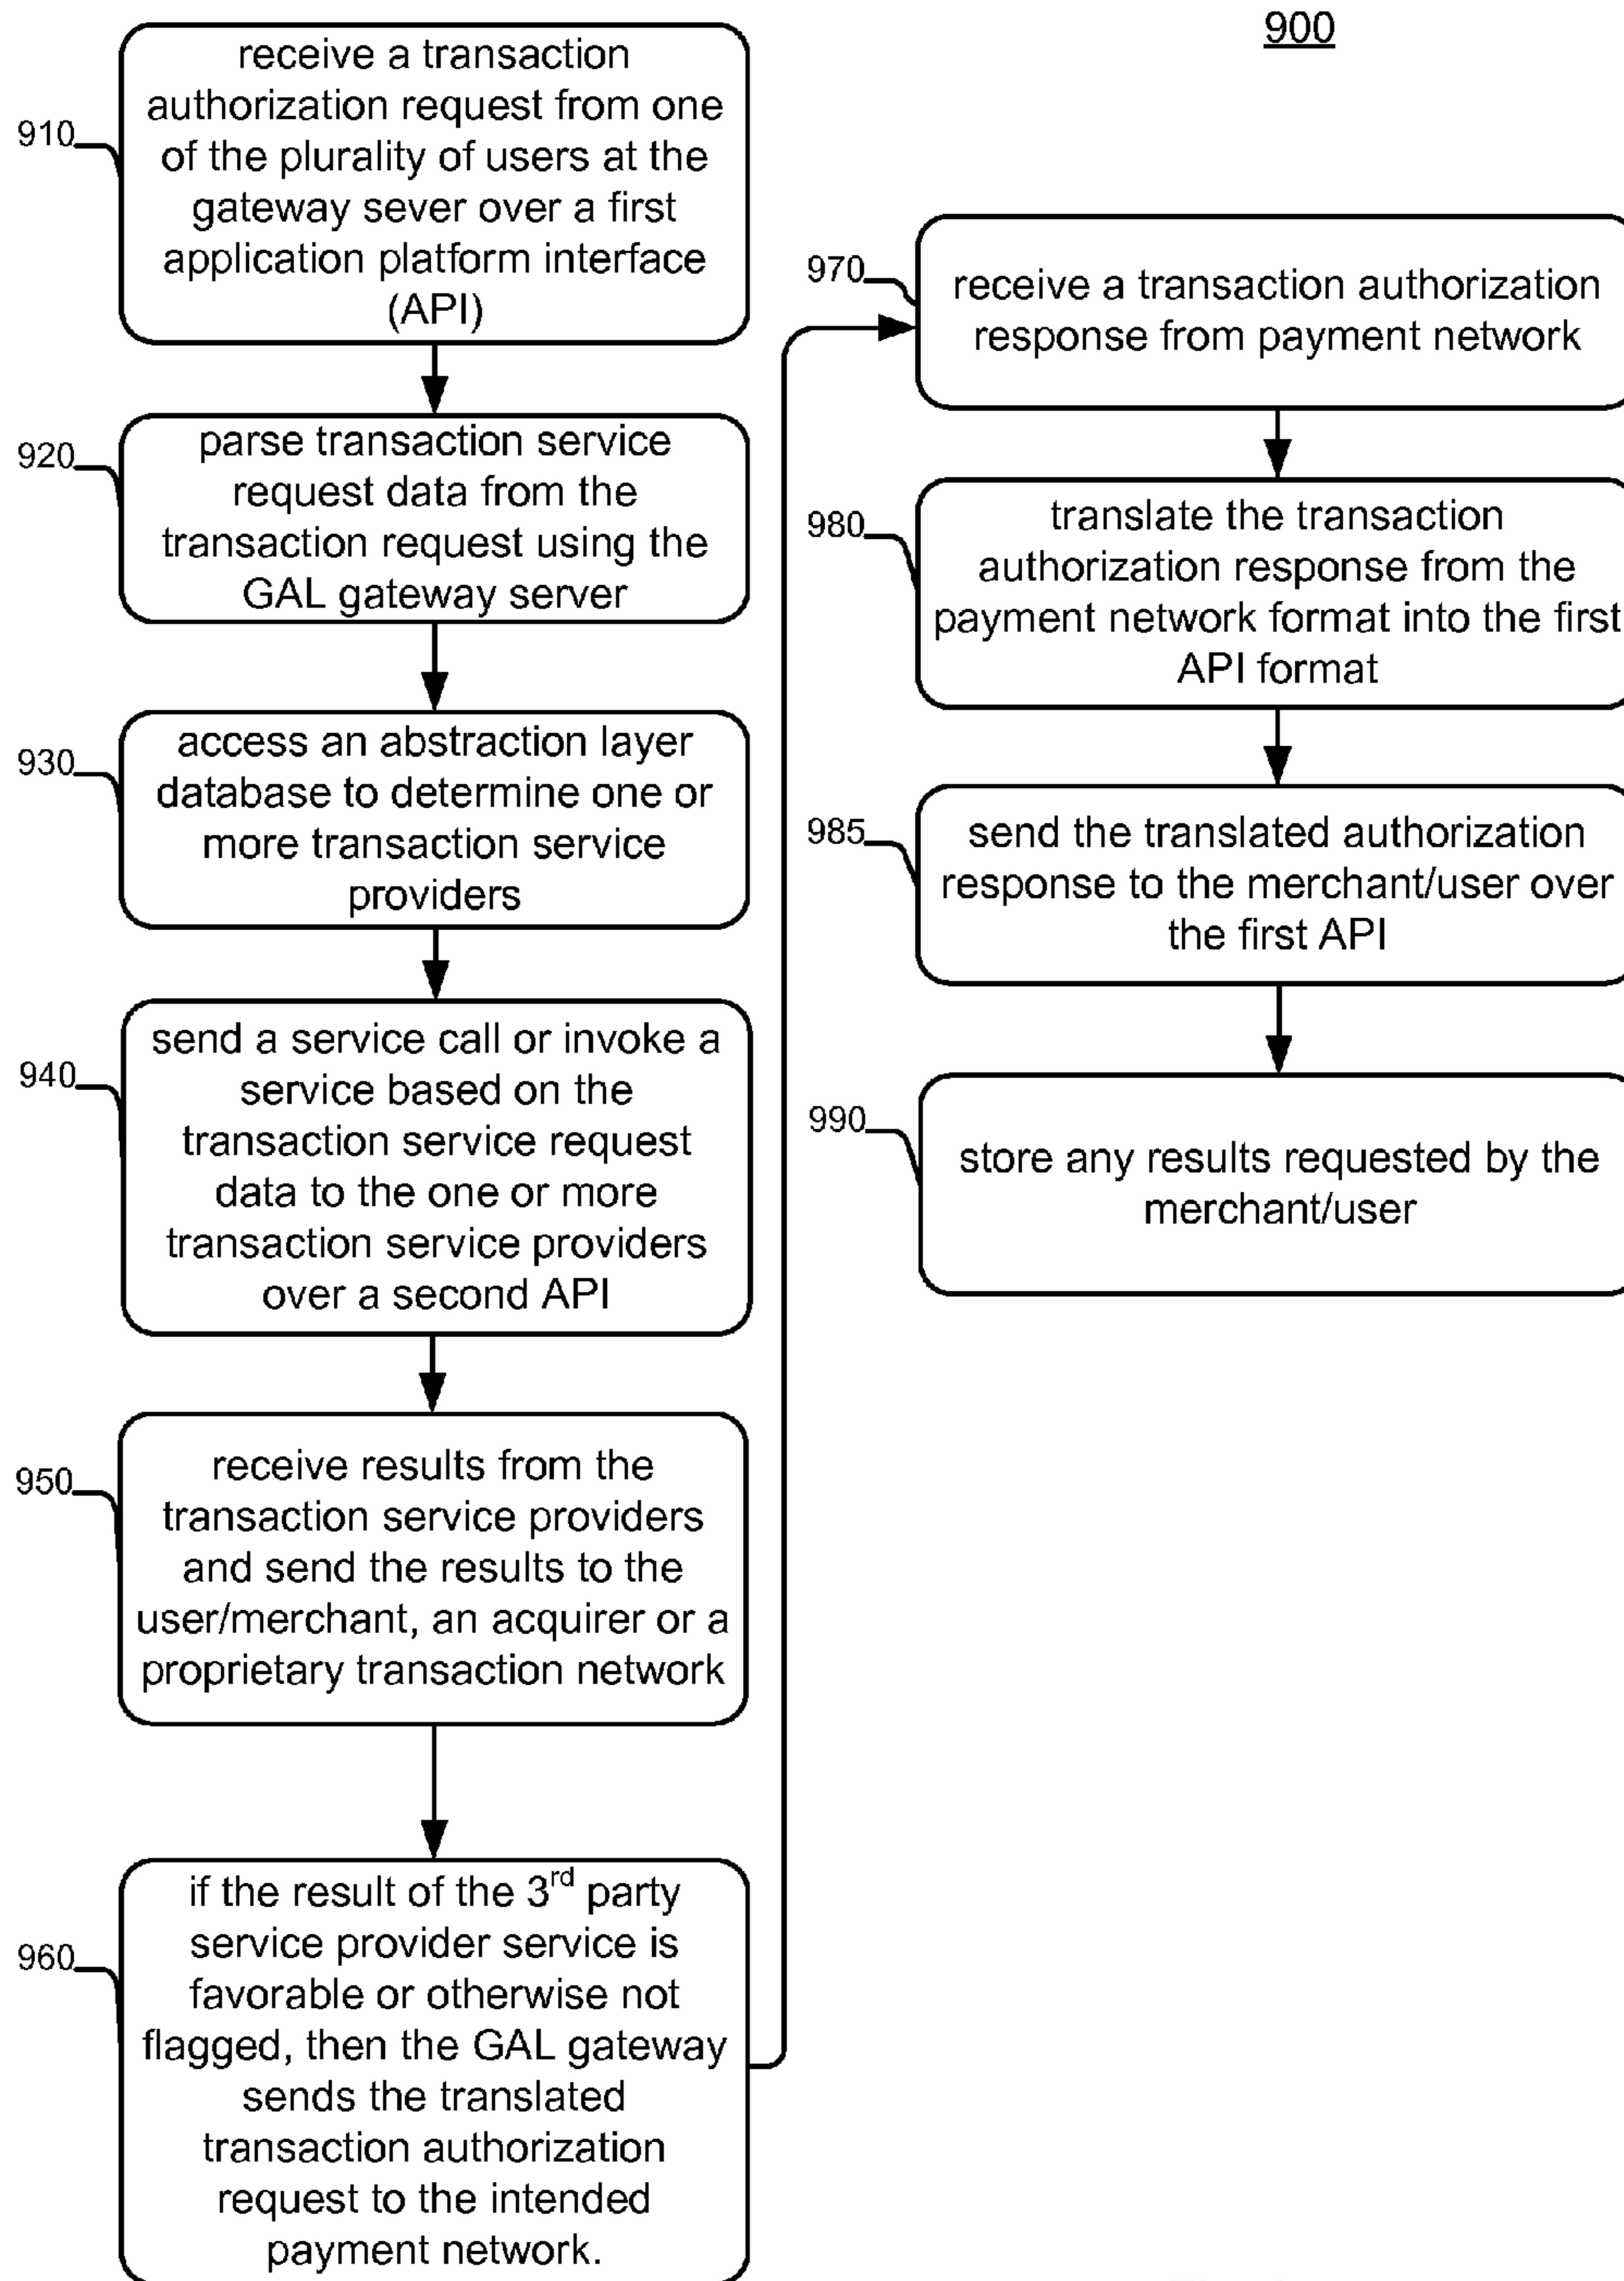 900
910
receive a transaction
authorization request from one
of the plurality of users at the
gateway sever over a first
application platform interface
(API)
920
parse transaction service
request data from the
transaction request using the
GAL gateway server
930
access an abstraction layer
database to determine one or
more transaction service
providers
940
send a service call or invoke a
service based on the
transaction service request
data to the one or more
transaction service providers
over a second API
950
receive results from the
transaction service providers
and send the results to the
user/merchant, an acquirer or a
proprietary transaction network
960
if the result of the 3rd party
service provider service is
favorable or otherwise not
flagged, then the GAL gateway
sends the translated
transaction authorization
request to the intended
payment network.
970
receive a transaction authorization
response from payment network
980
translate the transaction
authorization response from the
payment network format into the first
API format
985
send the translated authorization
response to the merchant/user over
the first API
990
store any results requested by the
merchant/user